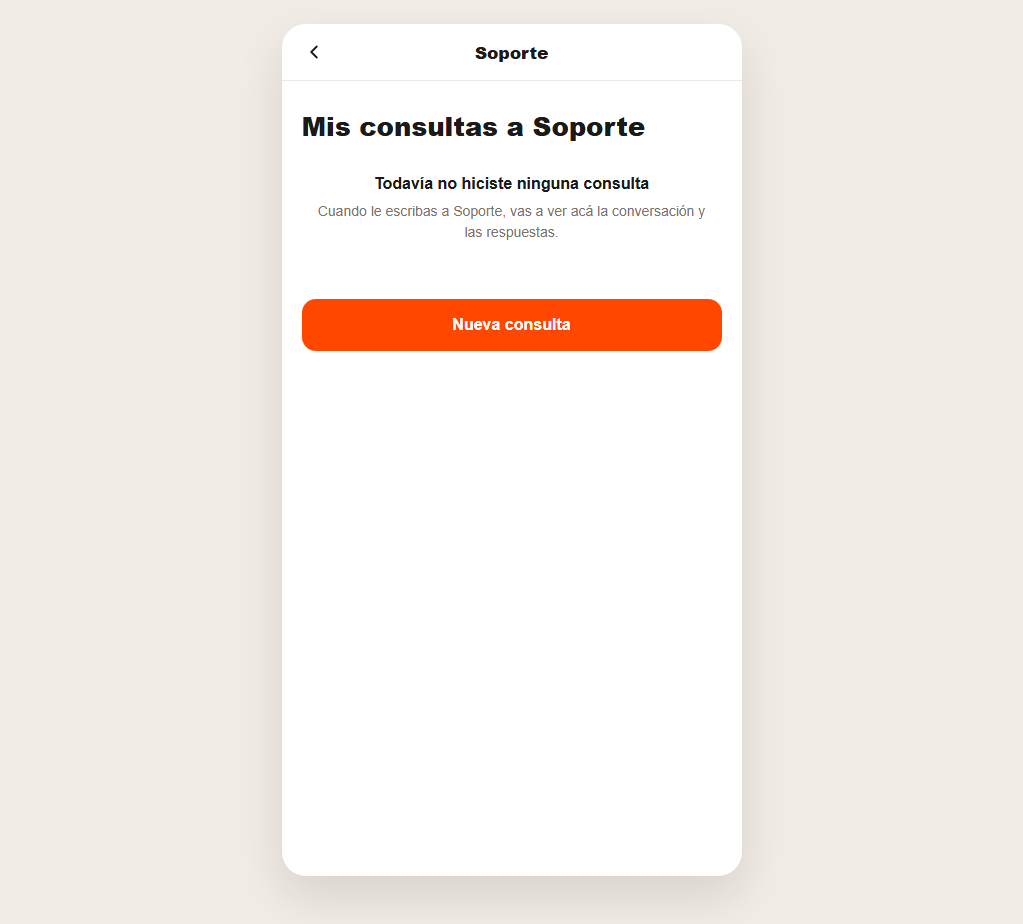 Soporte
Mis consultas a Soporte
Todavía no hiciste ninguna consulta
Cuando le escribas a Soporte, vas a ver acá la conversación y
las respuestas.
Nueva consulta